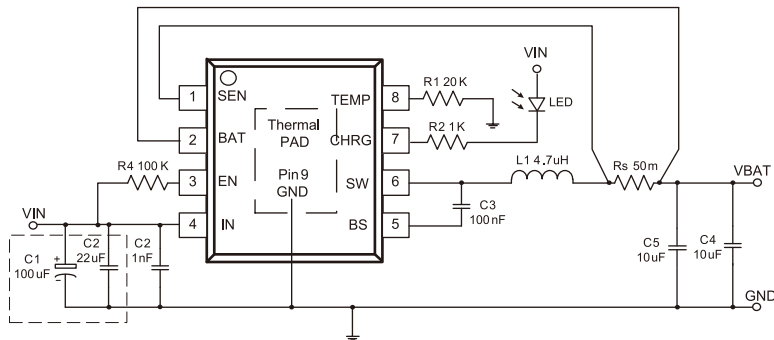 VIN
LED
R1 20K
R2 1K
1
SEN
TEMP
8
2
BAT
CHRG
7
Thermal
PAD
R4 100K
3
EN
Pin9
GND
SW
6
L1 4.7uH
Rs 50m
VBAT
VIN
4
IN
BS
5
C3
100nF
C1
100uF
+
-
C2
22uF
C2
1nF
C5
10uF
C4
10uF
GND